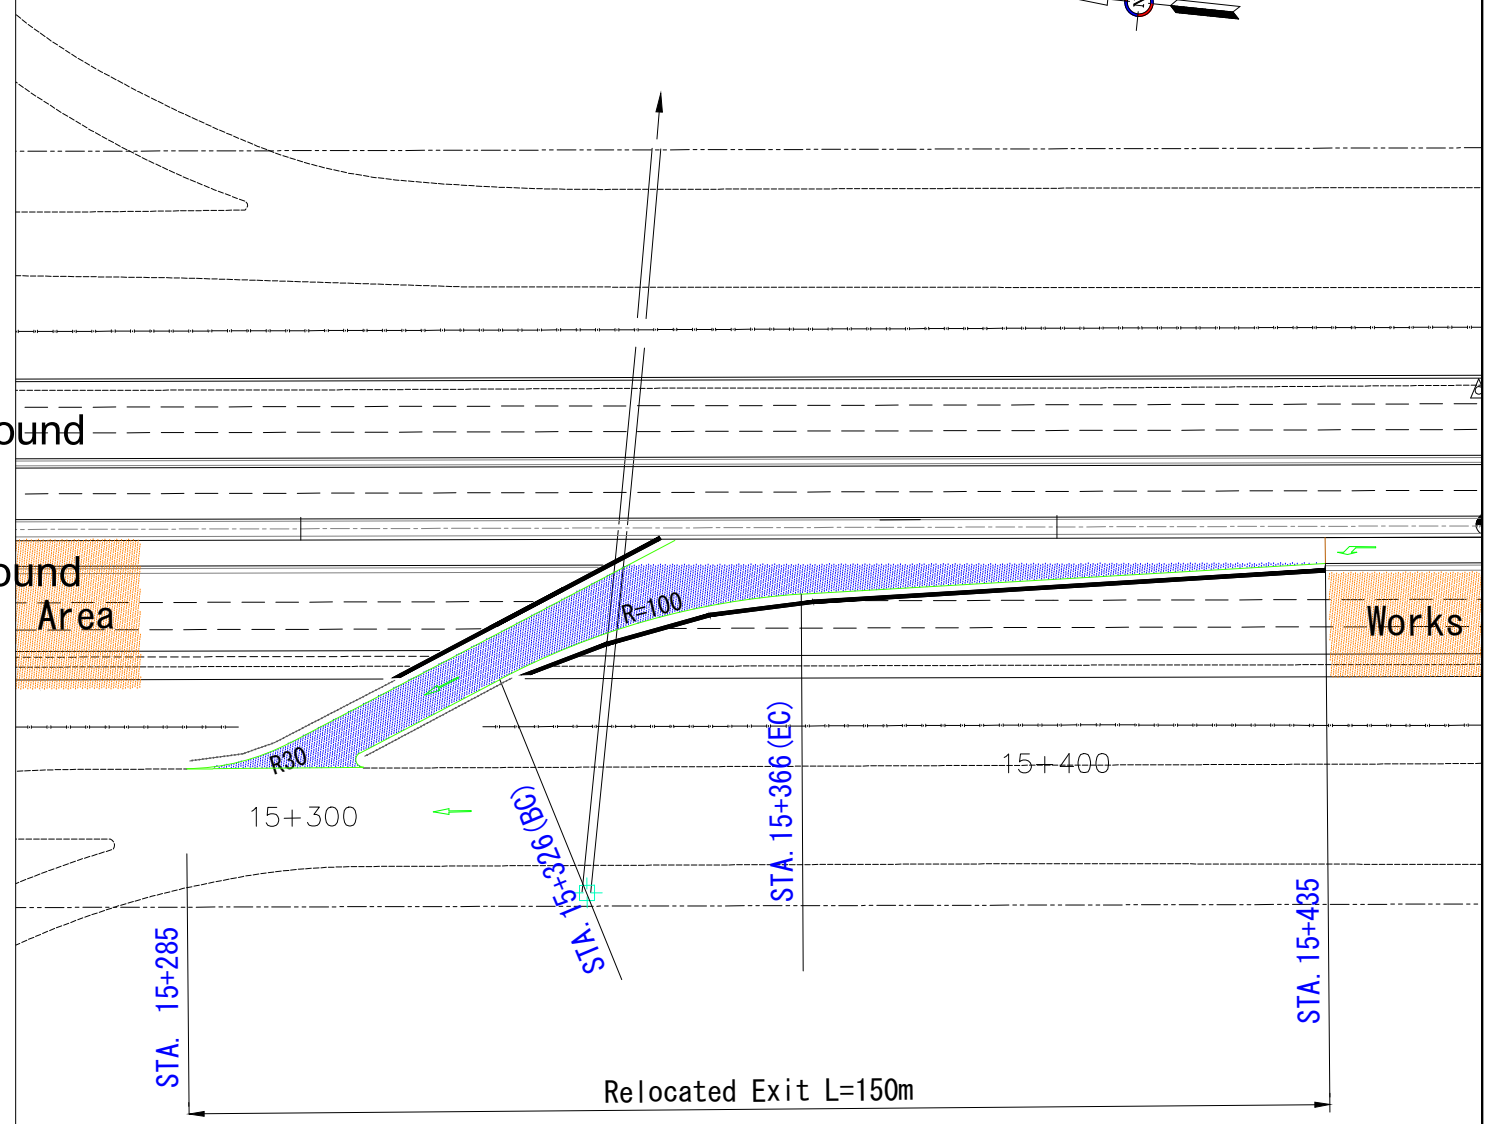 N
ound
ound
Area
Works
R=100
R30
15+300
15+400
STA. 15+285
STA. 15+326(BC)
STA. 15+366(EC)
STA. 15+435
Relocated Exit L=150m